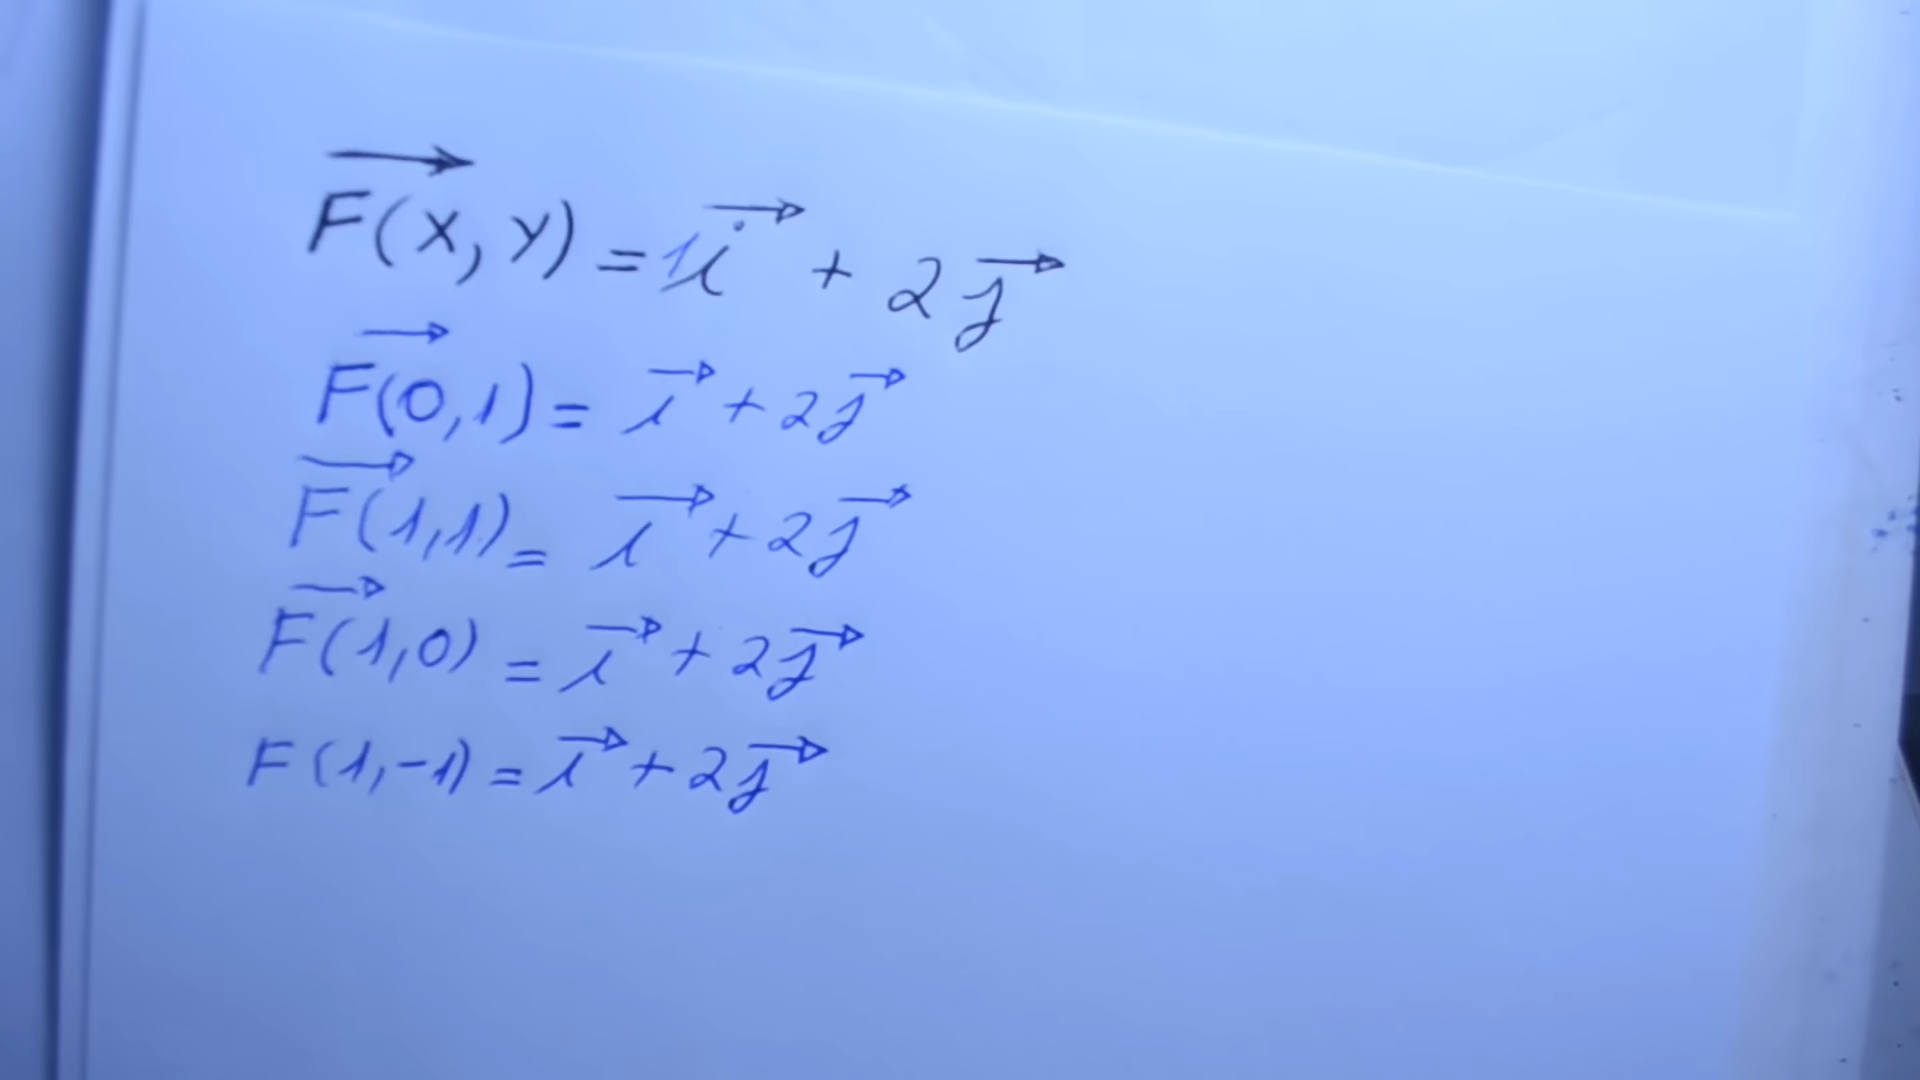 F⃗(x, y) = 1i⃗ + 2j⃗
F⃗(0,1) = i⃗ + 2j⃗
F⃗(1,1) = i⃗ + 2j⃗
F⃗(1,0) = i⃗ + 2j⃗
F(1,-1) = i⃗ + 2j⃗